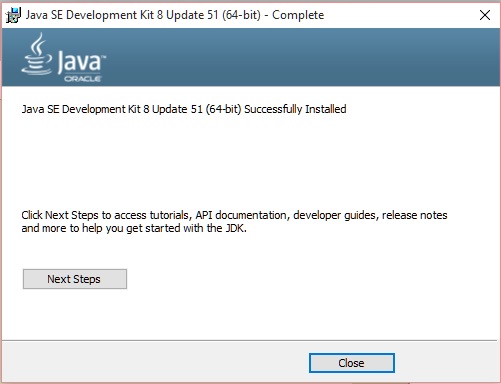 Java SE Development Kit 8 Update 51 (64-bit) - Complete
Java™
ORACLE
Java SE Development Kit 8 Update 51 (64-bit) Successfully Installed
Click Next Steps to access tutorials, API documentation, developer guides, release notes
and more to help you get started with the JDK.
Next Steps
Close